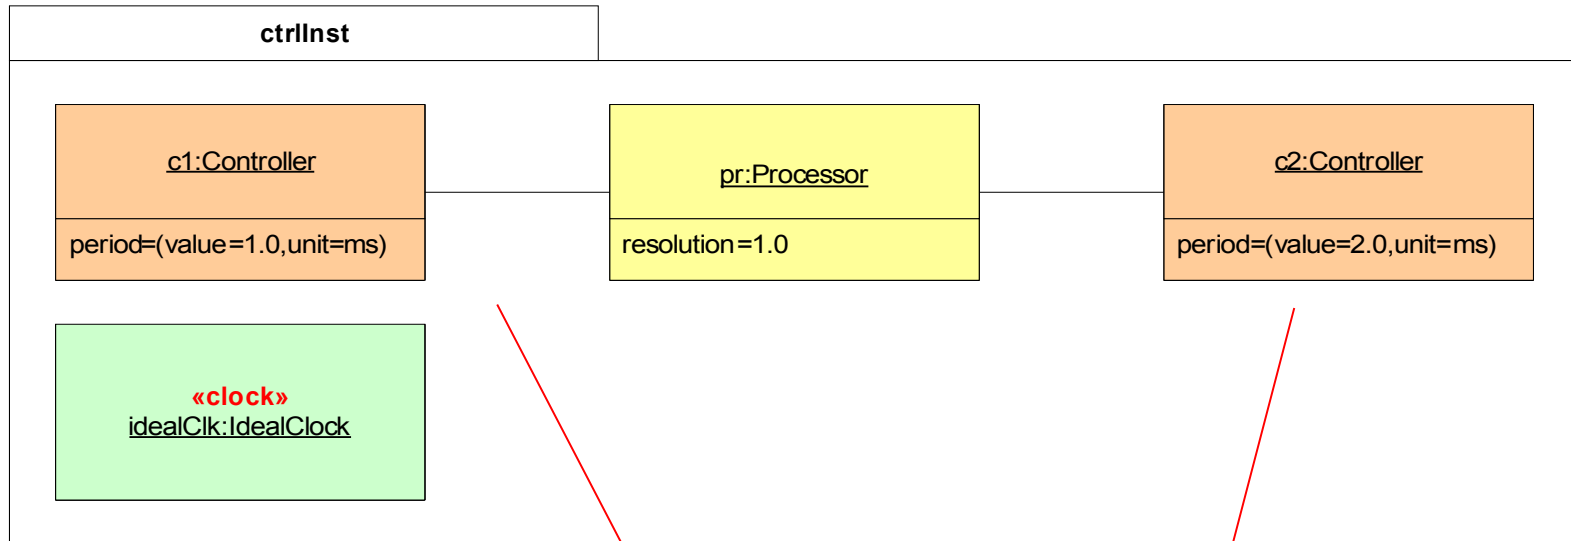 ctrlInst
c1:Controller
period=(value=1.0,unit=ms)
pr:Processor
resolution=1.0
c2:Controller
period=(value=2.0,unit=ms)
«clock»
idealClk:IdealClock